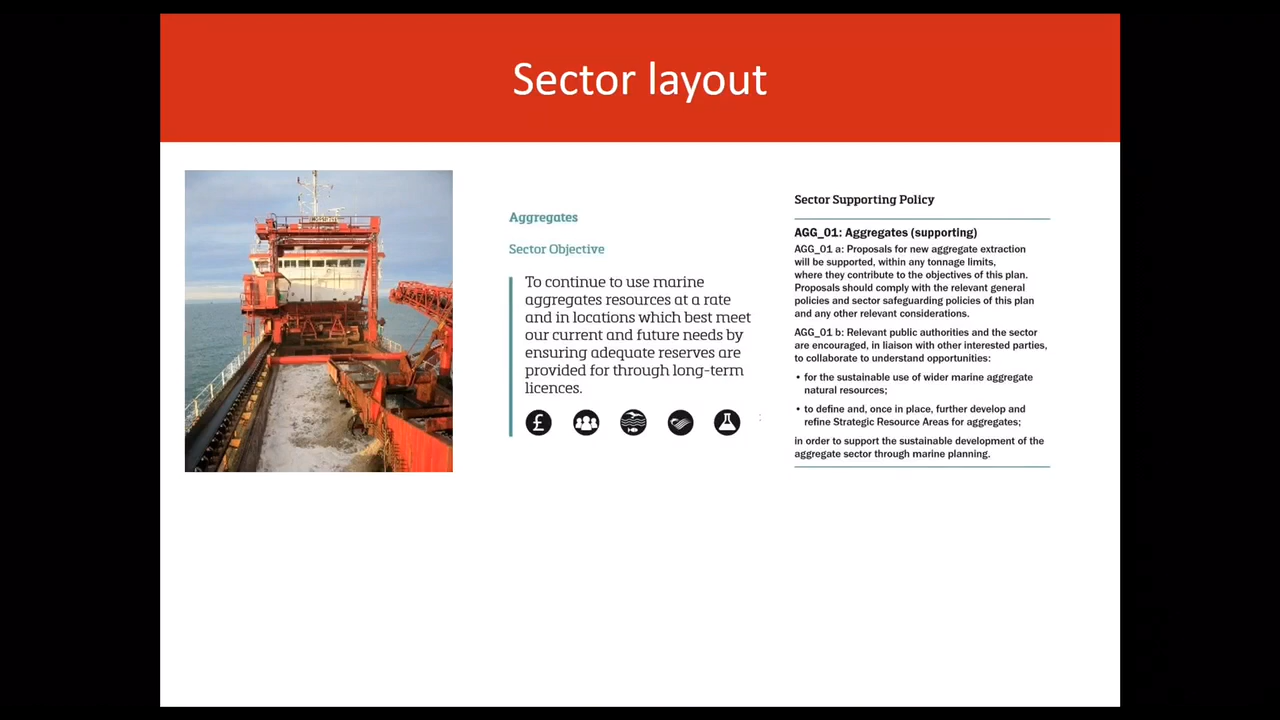 Sector layout
Aggregates
Sector Objective
To continue to use marine
aggregates resources at a rate
and in locations which best meet
our current and future needs by
ensuring adequate reserves are
provided for through long-term
licences.
£
Sector Supporting Policy
AGG_01: Aggregates (supporting)
AGG_01 a: Proposals for new aggregate extraction
will be supported, within any tonnage limits,
where they contribute to the objectives of this plan.
Proposals should comply with the relevant general
policies and sector safeguarding policies of this plan
and any other relevant considerations.
AGG_01 b: Relevant public authorities and the sector
are encouraged, in liaison with other interested parties,
to collaborate to understand opportunities:
• for the sustainable use of wider marine aggregate
natural resources;
• to define and, once in place, further develop and
refine Strategic Resource Areas for aggregates;
in order to support the sustainable development of the
aggregate sector through marine planning.